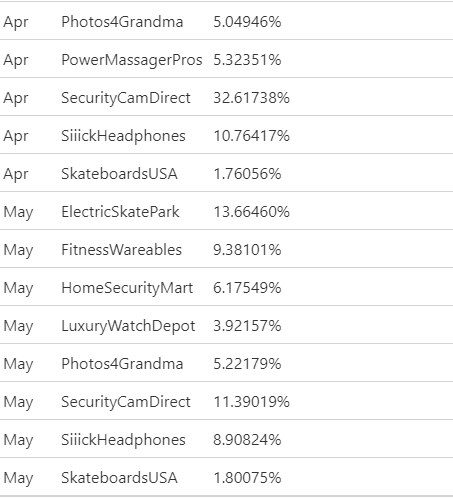 Apr Photos4Grandma 5.04946%
Apr PowerMassagerPros 5.32351%
Apr SecurityCamDirect 32.61738%
Apr SiiickHeadphones 10.76417%
Apr SkateboardsUSA 1.76056%
May ElectricSkatePark 13.66460%
May FitnessWareables 9.38101%
May HomeSecurityMart 6.17549%
May LuxuryWatchDepot 3.92157%
May Photos4Grandma 5.22179%
May SecurityCamDirect 11.39019%
May SiiickHeadphones 8.90824%
May SkateboardsUSA 1.80075%